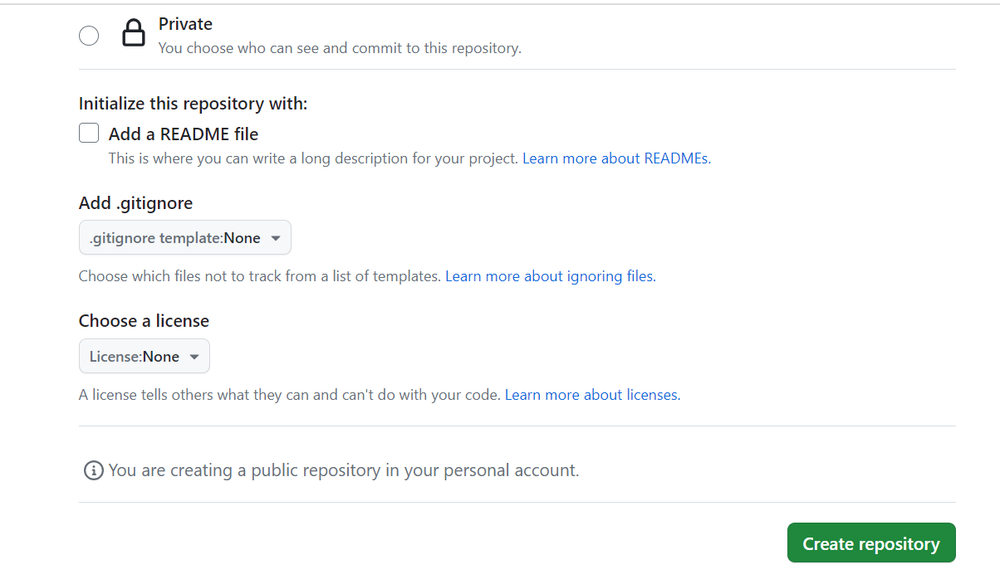 Private
You choose who can see and commit to this repository.
Initialize this repository with:
Add a README file
This is where you can write a long description for your project. Learn more about READMEs.
Add .gitignore
.gitignore template:None
Choose which files not to track from a list of templates. Learn more about ignoring files.
Choose a license
License:None
A license tells others what they can and can't do with your code. Learn more about licenses.
You are creating a public repository in your personal account.
Create repository